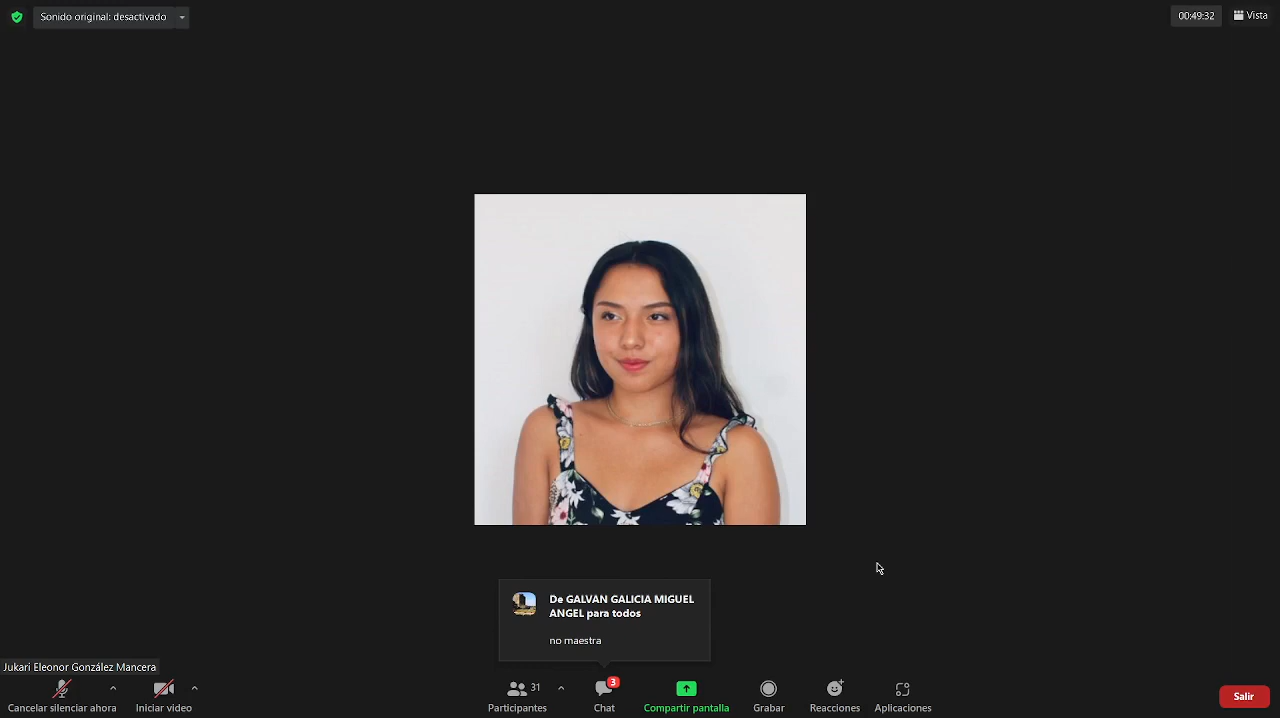 Sonido original: desactivado
00:49:32
Vista
De GALVAN GALICIA MIGUEL
ANGEL para todos
no maestra
Jukari Eleonor González Mancera
31
3
Cancelar silenciar ahora
Iniciar video
Participantes
Chat
Compartir pantalla
Grabar
Reacciones
Aplicaciones
Salir